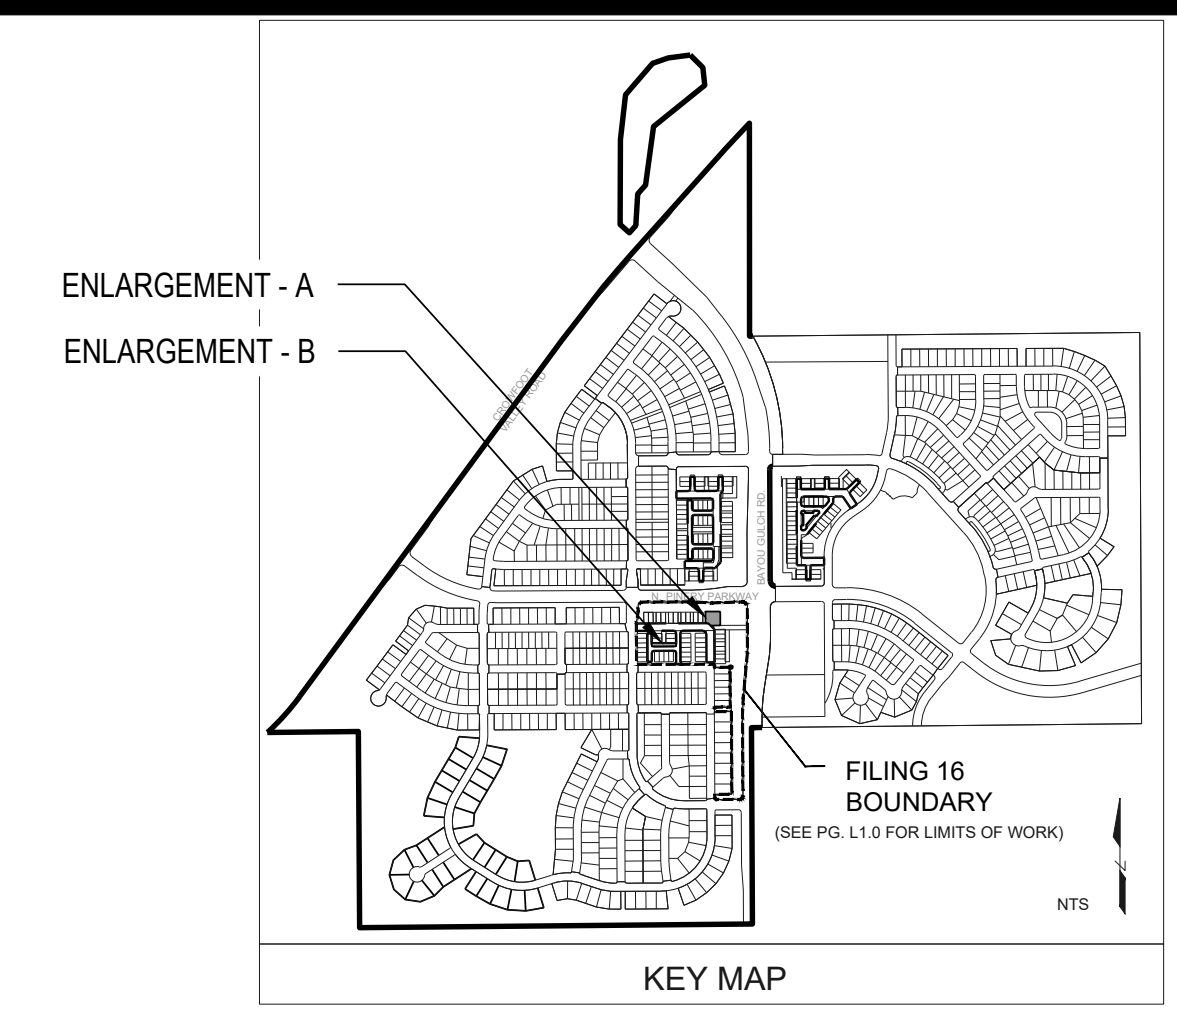 ENLARGEMENT - A
ENLARGEMENT - B
CROWFOOT
VALLEY ROAD
BAYOU GULCH RD.
N. PINERY PARKWAY
FILING 16
BOUNDARY
(SEE PG. L1.0 FOR LIMITS OF WORK)
Z
NTS
KEY MAP